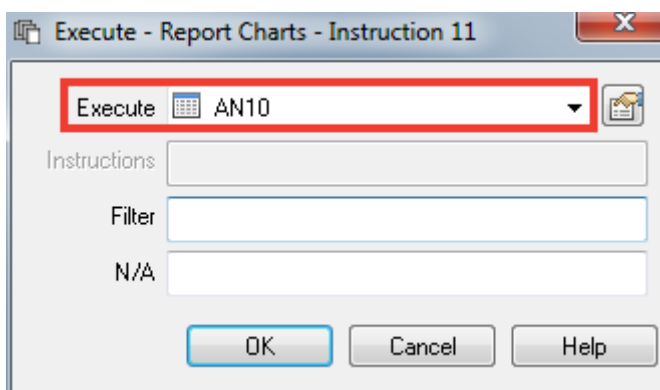 Execute - Report Charts - Instruction 11
Execute AN10
Instructions
Filter
N/A
OK Cancel Help